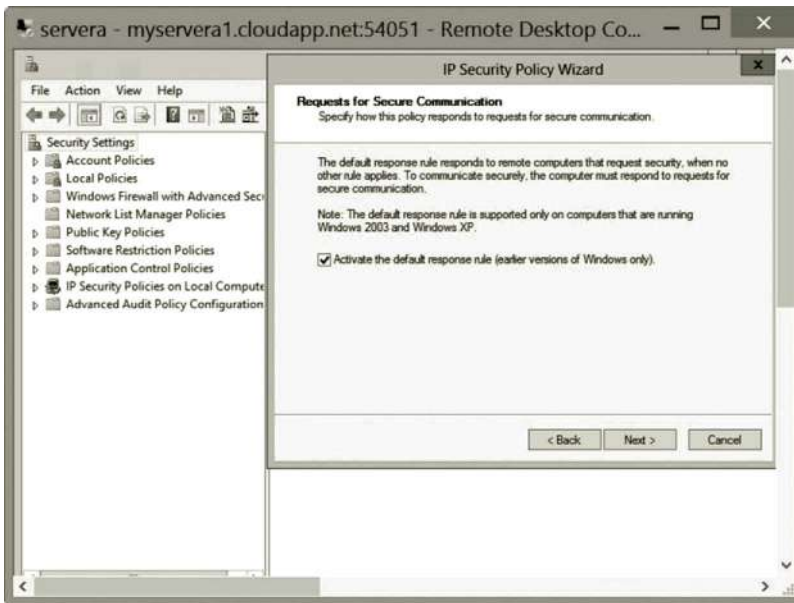 servera - myservera1.cloudapp.net:54051 - Remote Desktop Co...
IP Security Policy Wizard
File Action View Help
Requests for Secure Communication
Specify how this policy responds to requests for secure communication.
Security Settings
Account Policies
Local Policies
Windows Firewall with Advanced Secu
Network List Manager Policies
Public Key Policies
Software Restriction Policies
Application Control Policies
IP Security Policies on Local Compute
Advanced Audit Policy Configuration
The default response rule responds to remote computers that request security, when no
other rule applies. To communicate securely, the computer must respond to requests for
secure communication.
Note: The default response rule is supported only on computers that are running
Windows 2003 and Windows XP.
Activate the default response rule (earlier versions of Windows only).
< Back
Next >
Cancel